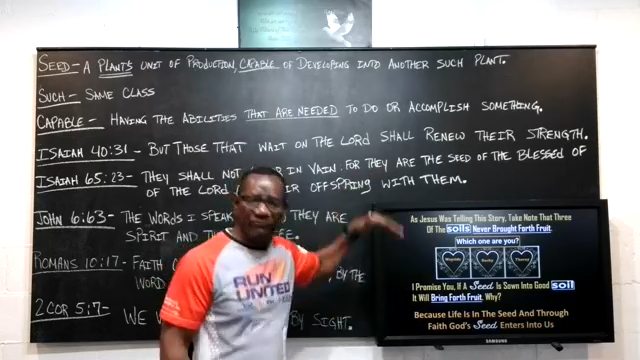 SEED- A PLANT'S UNIT OF PRODUCTION, CAPABLE OF DEVELOPING INTO ANOTHER SUCH PLANT.
SUCH- SAME CLASS
CAPABLE- HAVING THE ABILITIES THAT ARE NEEDED TO DO OR ACCOMPLISH SOMETHING.
ISAIAH 40:31- BUT THOSE THAT WAIT ON THE LORD SHALL RENEW THEIR STRENGTH.
ISAIAH 65:23- THEY SHALL NOT IN VAIN. FOR THEY ARE THE SEED OF THE BLESSED OF
OF THE LORD OFFSPRING WITH THEM.
JOHN 6:63- THE WORDS I SPEAK THEY ARE
SPIRIT AND
ROMANS 10:17- FAITH BY THE
WORD
2COR 5:7- WE BY SIGHT.
As Jesus Was Telling This Story, Take Note That Three
Of The soils Never Brought Forth Fruit.
Which one are you?
Wayside Rocky Thorns
I Promise You, If A Seed Is Sown Into Good soil
It Will Bring Forth Fruit. Why?
Because Life Is In The Seed And Through
Faith God's Seed Enters Into Us
SAMSUNG
RUN
UNITED